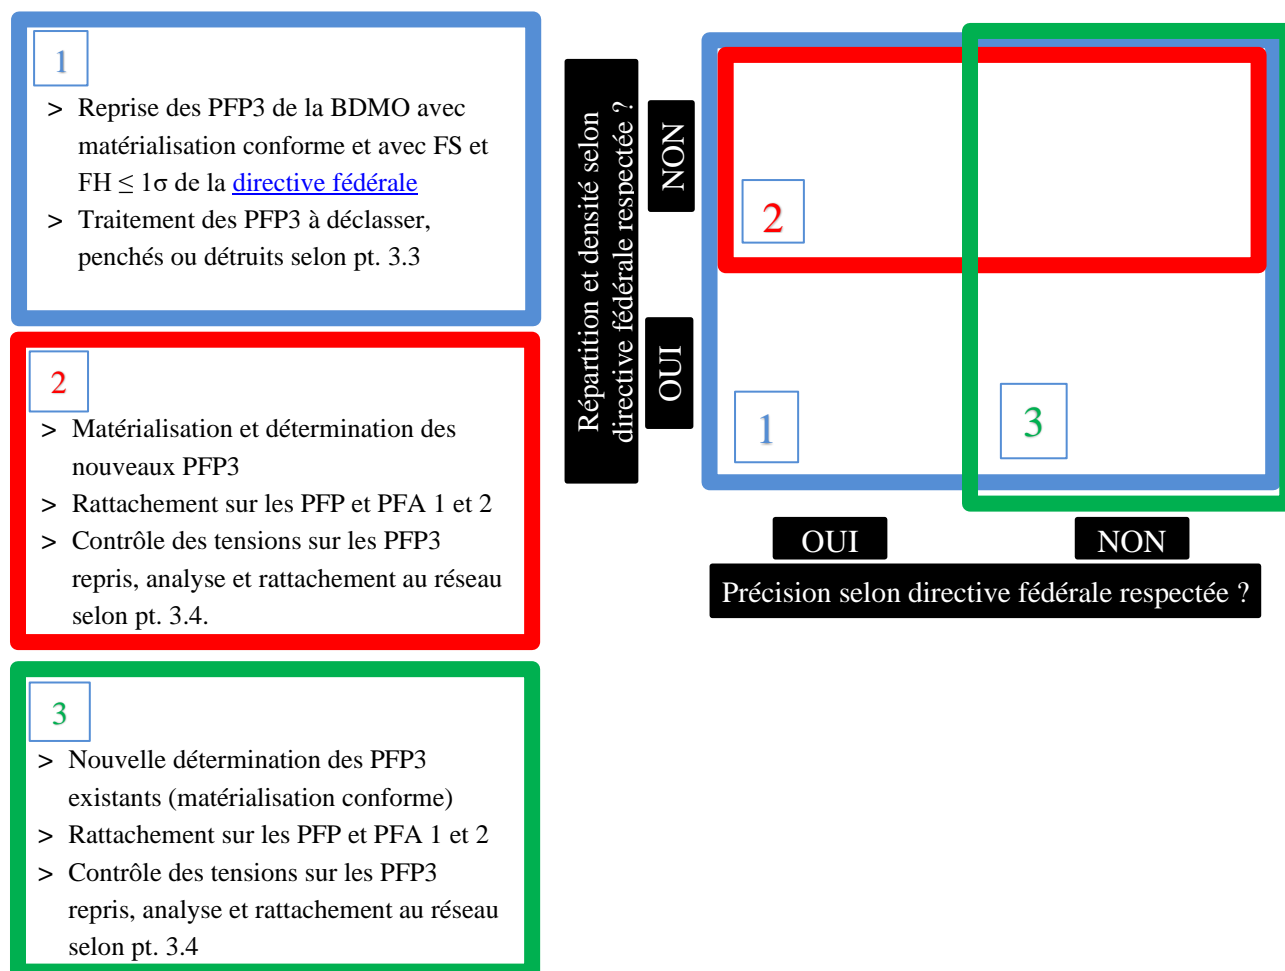 1
> Reprise des PFP3 de la BDMO avec
matérialisation conforme et avec FS et
FH ≤ 1σ de la directive fédérale
> Traitement des PFP3 à déclasser,
penchés ou détruits selon pt. 3.3
2
> Matérialisation et détermination des
nouveaux PFP3
> Rattachement sur les PFP et PFA 1 et 2
> Contrôle des tensions sur les PFP3
repris, analyse et rattachement au réseau
selon pt. 3.4.
3
> Nouvelle détermination des PFP3
existants (matérialisation conforme)
> Rattachement sur les PFP et PFA 1 et 2
> Contrôle des tensions sur les PFP3
repris, analyse et rattachement au réseau
selon pt. 3.4
Répartition et densité selon
directive fédérale respectée ?
NON
OUI
2
1
3
OUI
NON
Précision selon directive fédérale respectée ?